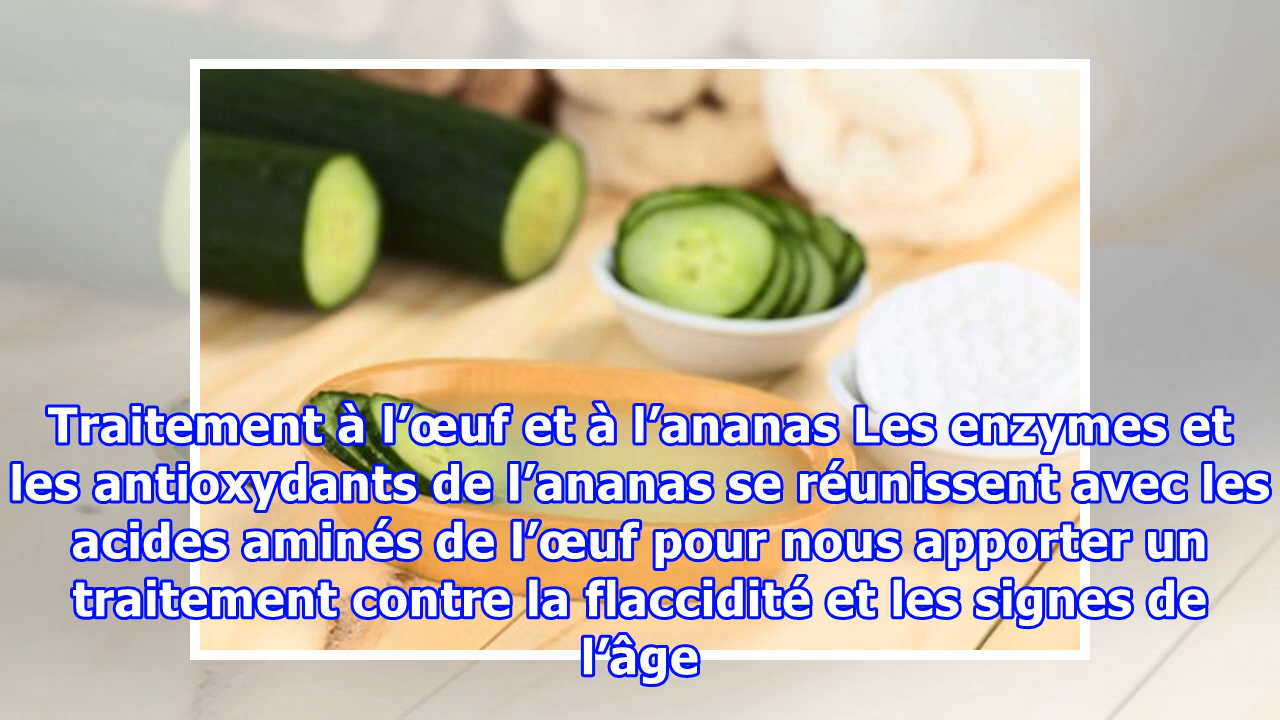 Traitement à l’œuf et à l’ananas Les enzymes et
les antioxydants de l’ananas se réunissent avec les
acides aminés de l’œuf pour nous apporter un
traitement contre la flaccidité et les signes de
l’âge